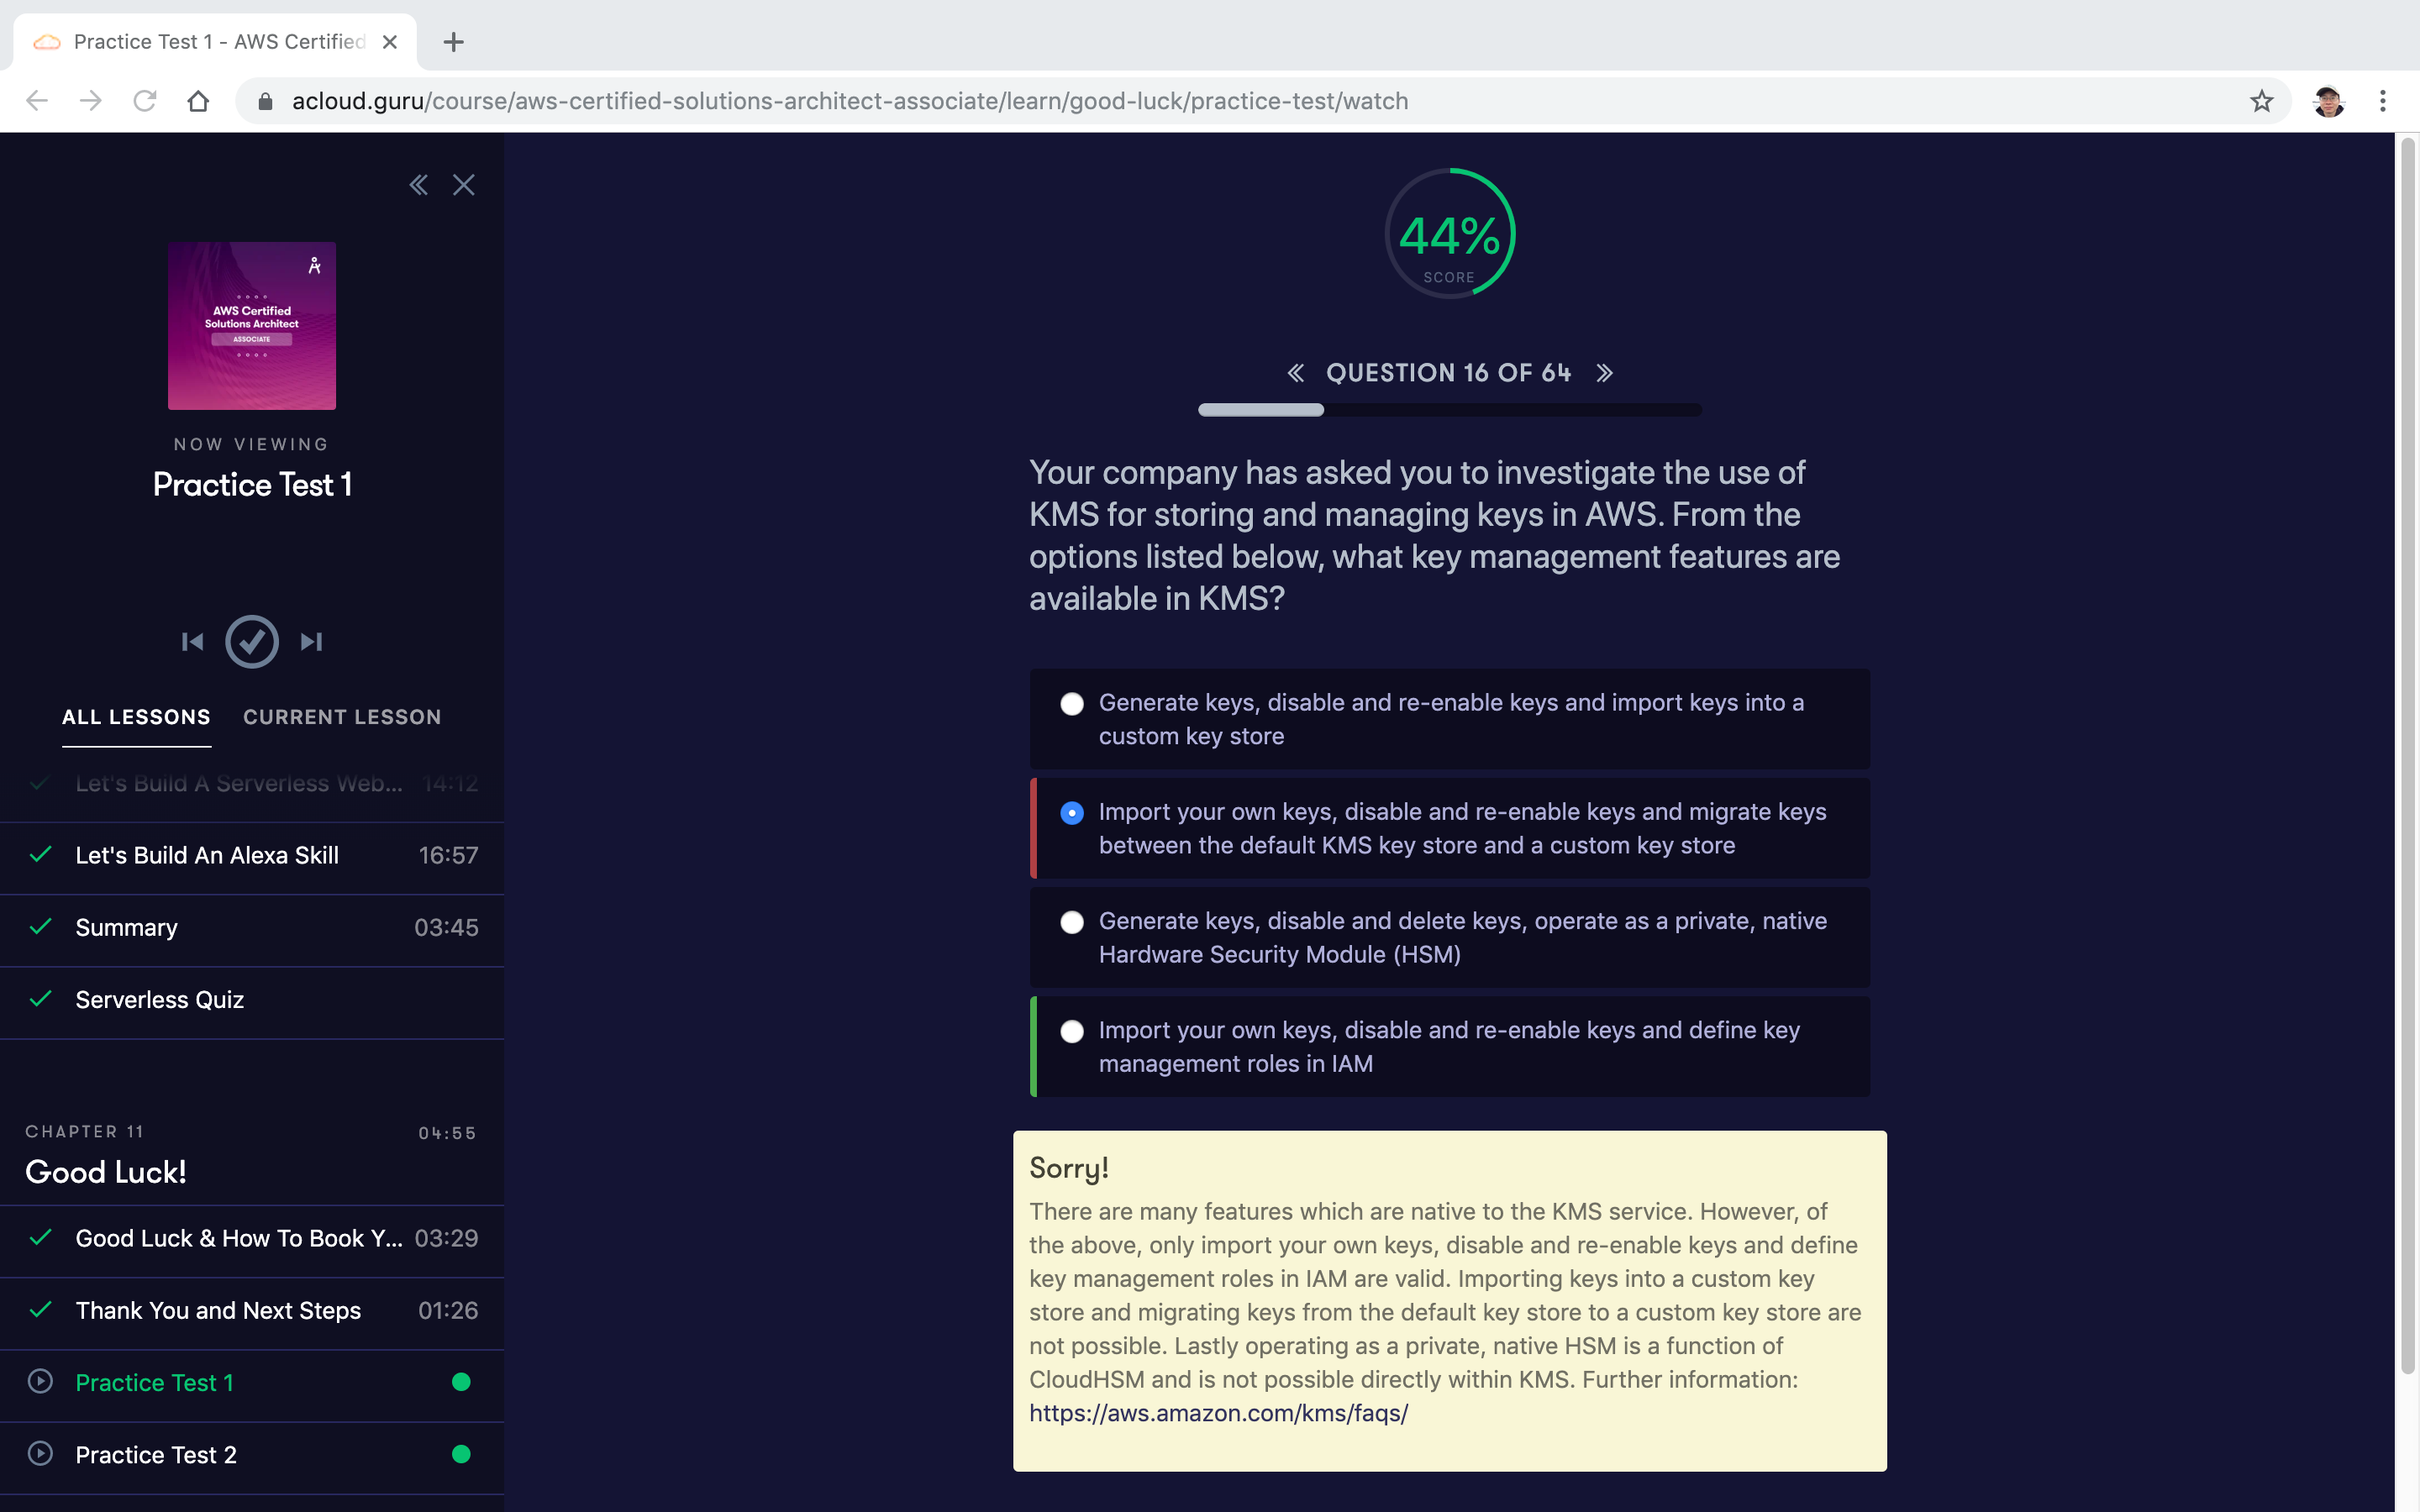 Practice Test 1 - AWS Certified
acloud.guru/course/aws-certified-solutions-architect-associate/learn/good-luck/practice-test/watch
AWS Certified
Solutions Architect
ASSOCIATE
NOW VIEWING
Practice Test 1
ALL LESSONS
CURRENT LESSON
Let's Build A Serverless Web... 14:12
Let's Build An Alexa Skill 16:57
Summary 03:45
Serverless Quiz
CHAPTER 11 04:55
Good Luck!
Good Luck & How To Book Y... 03:29
Thank You and Next Steps 01:26
Practice Test 1
Practice Test 2
44%
SCORE
QUESTION 16 OF 64
Your company has asked you to investigate the use of
KMS for storing and managing keys in AWS. From the
options listed below, what key management features are
available in KMS?
Generate keys, disable and re-enable keys and import keys into a
custom key store
Import your own keys, disable and re-enable keys and migrate keys
between the default KMS key store and a custom key store
Generate keys, disable and delete keys, operate as a private, native
Hardware Security Module (HSM)
Import your own keys, disable and re-enable keys and define key
management roles in IAM
Sorry!
There are many features which are native to the KMS service. However, of
the above, only import your own keys, disable and re-enable keys and define
key management roles in IAM are valid. Importing keys into a custom key
store and migrating keys from the default key store to a custom key store are
not possible. Lastly operating as a private, native HSM is a function of
CloudHSM and is not possible directly within KMS. Further information:
https://aws.amazon.com/kms/faqs/